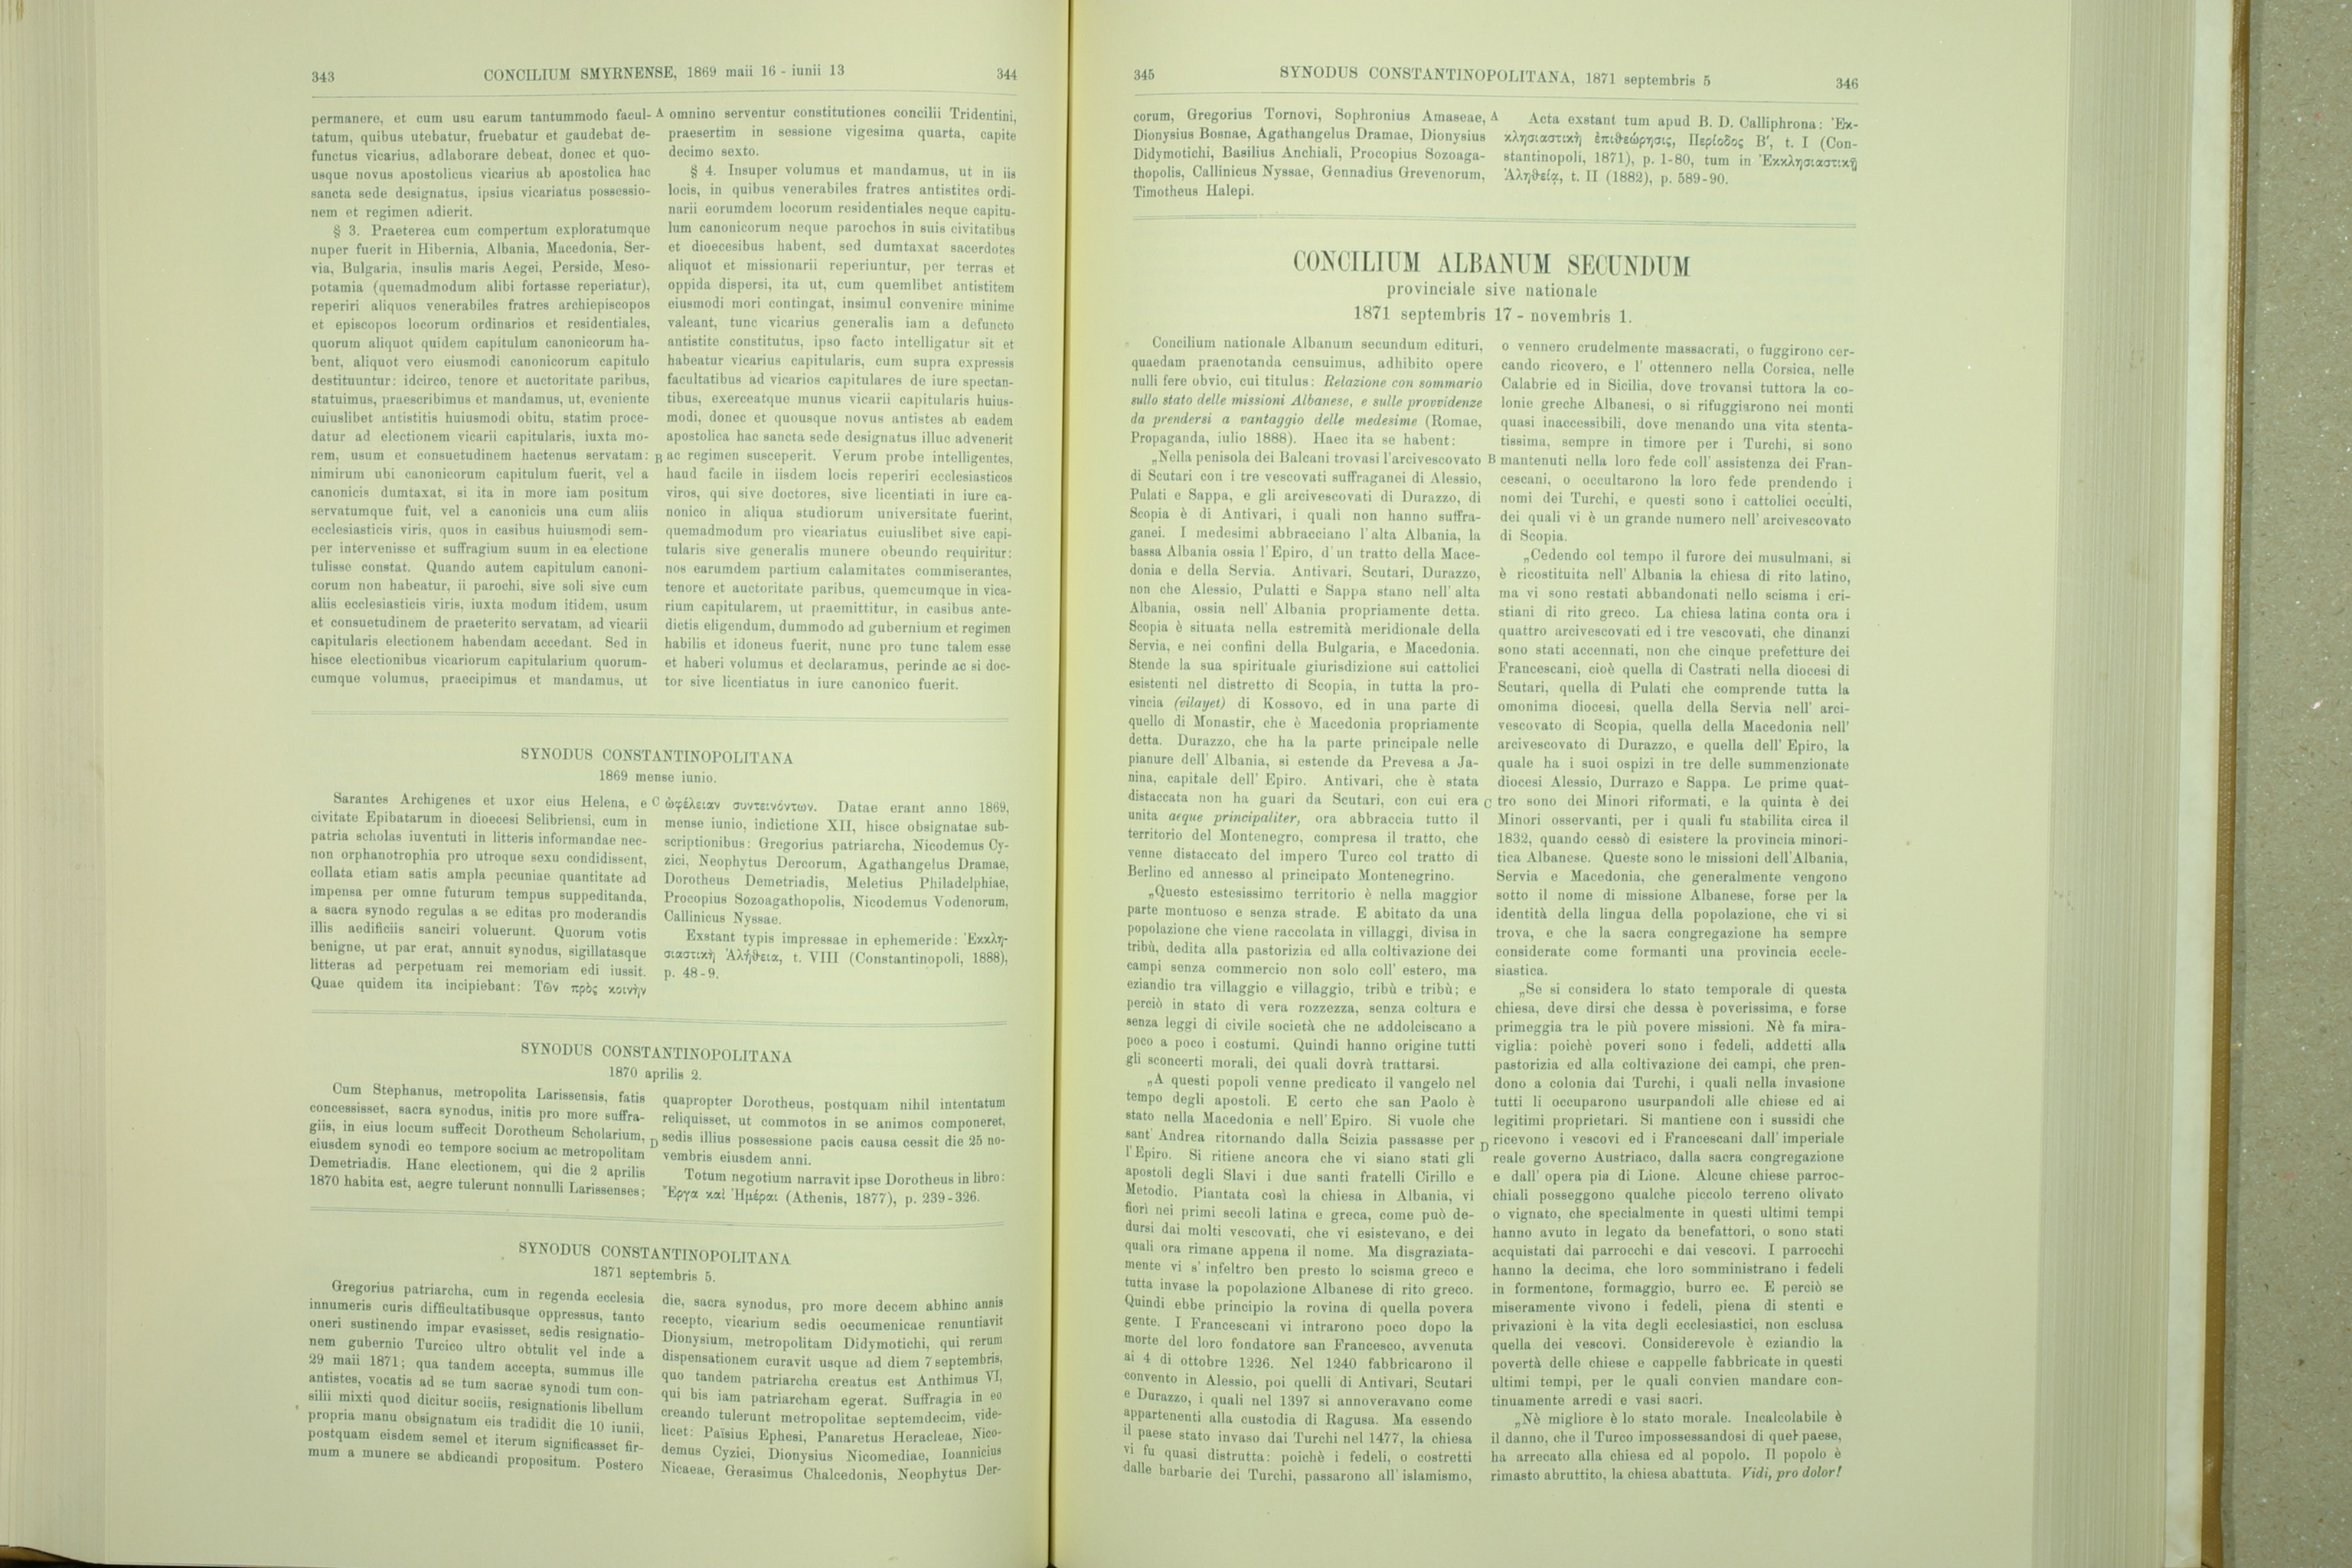 343
CONCILIUM SMYRNENSE, 1869 maii 16 - iunii 13
344
permanere, et cum usu earum tantummodo facul-
tatum, quibus utebatur, fruebatur et gaudebat de-
functus vicarius, adlaborare debeat, donec et quo-
usque novus apostolicus vicarius ab apostolica hac
sancta sede designatus, ipsius vicariatus possessio-
nem et regimen adierit.
§ 3. Praeterea cum compertum exploratumque
nuper fuerit in Hibernia, Albania, Macedonia, Ser-
via, Bulgaria, insulis maris Aegei, Perside, Meso-
potamia (quemadmodum alibi fortasse reperiatur),
reperiri aliquos venerabiles fratres archiepiscopos
et episcopos locorum ordinarios et residentiales,
quorum aliquot quidem capitulum canonicorum ha-
bent, aliquot vero eiusmodi canonicorum capitulo
destituuntur: idcirco, tenore et auctoritate paribus,
statuimus, praescribimus et mandamus, ut, eveniente
cuiuslibet antistitis huiusmodi obitu, statim proce-
datur ad electionem vicarii capitularis, iuxta mo-
rem, usum et consuetudinem hactenus servatam:
nimirum ubi canonicorum capitulum fuerit, vel a
canonicis dumtaxat, si ita in more iam positum
servatumque fuit, vel a canonicis una cum aliis
ecclesiasticis viris, quos in casibus huiusmodi sem-
per intervenisse et suffragium suum in ea electione
tulisse constat. Quando autem capitulum canoni-
corum non habeatur, ii parochi, sive soli sive cum
aliis ecclesiasticis viris, iuxta modum itidem, usum
et consuetudinem de praeterito servatam, ad vicarii
capitularis electionem habendam accedant. Sed in
hisce electionibus vicariorum capitularium quorum-
cumque volumus, praecipimus et mandamus, ut
A
omnino serventur constitutiones concilii Tridentini,
praesertim in sessione vigesima quarta, capite
decimo sexto.
§ 4. Insuper volumus et mandamus, ut in iis
locis, in quibus venerabiles fratres antistites ordi-
narii eorumdem locorum residentiales neque capitu-
lum canonicorum neque parochos in suis civitatibus
et dioecesibus habent, sed dumtaxat sacerdotes
aliquot et missionarii reperiuntur, per terras et
oppida dispersi, ita ut, cum quemlibet antistitem
eiusmodi mori contingat, insimul convenire minime
valeant, tunc vicarius generalis iam a defuncto
antistite constitutus, ipso facto intelligatur sit et
habeatur vicarius capitularis, cum supra expressis
facultatibus ad vicarios capitulares de iure spectan-
tibus, exerceatque munus vicarii capitularis huius-
modi, donec et quousque novus antistes ab eadem
apostolica hac sancta sede designatus illuc advenerit
B
ac regimen susceperit. Verum probe intelligentes,
haud facile in iisdem locis reperiri ecclesiasticos
viros, qui sive doctores, sive licentiati in iure ca-
nonico in aliqua studiorum universitate fuerint,
quemadmodum pro vicariatus cuiuslibet sive capi-
tularis sive generalis munere obeundo requiritur:
nos earumdem partium calamitates commiserantes,
tenore et auctoritate paribus, quemcumque in vica-
rium capitularem, ut praemittitur, in casibus ante-
dictis eligendum, dummodo ad gubernium et regimen
habilis et idoneus fuerit, nunc pro tunc talem esse
et haberi volumus et declaramus, perinde ac si doc-
tor sive licentiatus in iure canonico fuerit.
SYNODUS CONSTANTINOPOLITANA
1869 mense iunio.
Sarantes Archigenes et uxor eius Helena, e
civitate Epibatarum in dioecesi Selibriensi, cum in
patria scholas iuventuti in litteris informandae nec-
non orphanotrophia pro utroque sexu condidissent,
collata etiam satis ampla pecuniae quantitate ad
impensa per omne futurum tempus suppeditanda,
a sacra synodo regulas a se editas pro moderandis
illis aedificiis sanciri voluerunt. Quorum votis
benigne, ut par erat, annuit synodus, sigillatasque
litteras ad perpetuam rei memoriam edi iussit.
Quae quidem ita incipiebant: Τῶν πρὸς κοινὴν
C
ὠφέλειαν συντεινόντων. Datae erant anno 1869,
mense iunio, indictione XII, hisce obsignatae sub-
scriptionibus: Gregorius patriarcha, Nicodemus Cy-
zici, Neophytus Dercorum, Agathangelus Dramae,
Dorotheus Demetriadis, Meletius Philadelphiae,
Procopius Sozoagathopolis, Nicodemus Vodenorum,
Callinicus Nyssae.
Exstant typis impressae in ephemeride: Ἐκκλη-
σιαστικὴ Ἀλήθεια, t. VIII (Constantinopoli, 1888),
p. 48-9.
SYNODUS CONSTANTINOPOLITANA
1870 aprilis 2.
Cum Stephanus, metropolita Larissensis, fatis
concessisset, sacra synodus, initis pro more suffra-
giis, in eius locum suffecit Dorotheum Scholarium,
eiusdem synodi eo tempore socium ac metropolitam
Demetriadis. Hanc electionem, qui die 2 aprilis
1870 habita est, aegre tulerunt nonnulli Larissenses;
quapropter Dorotheus, postquam nihil intentatum
reliquisset, ut commotos in se animos componeret,
D
sedis illius possessione pacis causa cessit die 25 no-
vembris eiusdem anni.
Totum negotium narravit ipse Dorotheus in libro:
Ἔργα καὶ Ἡμέραι (Athenis, 1877), p. 239-326.
SYNODUS CONSTANTINOPOLITANA
1871 septembris 5.
Gregorius patriarcha, cum in regenda ecclesia
innumeris curis difficultatibusque oppressus, tanto
oneri sustinendo impar evasisset, sedis resignatio-
nem gubernio Turcico ultro obtulit vel inde a
29 maii 1871; qua tandem accepta, summus ille
antistes, vocatis ad se tum sacrae synodi tum con-
silii mixti quod dicitur sociis, resignationis libellum
propria manu obsignatum eis tradidit die 10 iunii,
postquam eisdem semel et iterum significasset fir-
mum a munere se abdicandi propositum. Postero
die, sacra synodus, pro more decem abhinc annis
recepto, vicarium sedis oecumenicae renuntiavit
Dionysium, metropolitam Didymotichi, qui rerum
dispensationem curavit usque ad diem 7 septembris,
quo tandem patriarcha creatus est Anthimus VI,
qui bis iam patriarcham egerat. Suffragia in eo
creando tulerunt metropolitae septemdecim, vide-
licet: Païsius Ephesi, Panaretus Heracleae, Nico-
demus Cyzici, Dionysius Nicomediae, Ioannicius
Nicaeae, Gerasimus Chalcedonis, Neophytus Der-
345
SYNODUS CONSTANTINOPOLITANA, 1871 septembris 5
346
corum, Gregorius Tornovi, Sophronius Amaseae,
Dionysius Bosnae, Agathangelus Dramae, Dionysius
Didymotichi, Basilius Anchiali, Procopius Sozoaga-
thopolis, Callinicus Nyssae, Gennadius Grevenorum,
Timotheus Halepi.
A
Acta exstant tum apud B. D. Calliphrona: Ἐκ-
κλησιαστικὴ ἐπιθεώρησις, Περίοδος Β′, t. I (Con-
stantinopoli, 1871), p. 1-80, tum in Ἐκκλησιαστικῇ
Ἀληθείᾳ, t. II (1882), p. 589-90.
CONCILIUM ALBANUM SECUNDUM
provinciale sive nationale
1871 septembris 17 - novembris 1.
Concilium nationale Albanum secundum edituri,
quaedam praenotanda censuimus, adhibito opere
nulli fere obvio, cui titulus: Relazione con sommario
sullo stato delle missioni Albanese, e sulle provvidenze
da prendersi a vantaggio delle medesime (Romae,
Propaganda, iulio 1888). Haec ita se habent:
„Nella penisola dei Balcani trovasi l'arcivescovato
di Scutari con i tre vescovati suffraganei di Alessio,
Pulati e Sappa, e gli arcivescovati di Durazzo, di
Scopia è di Antivari, i quali non hanno suffra-
ganei. I medesimi abbracciano l'alta Albania, la
bassa Albania ossia l'Epiro, d'un tratto della Mace-
donia e della Servia. Antivari, Scutari, Durazzo,
non che Alessio, Pulatti e Sappa stano nell'alta
Albania, ossia nell'Albania propriamente detta.
Scopia è situata nella estremità meridionale della
Servia, e nei confini della Bulgaria, e Macedonia.
Stende la sua spirituale giurisdizione sui cattolici
esistenti nel distretto di Scopia, in tutta la pro-
vincia (vilayet) di Kossovo, ed in una parte di
quello di Monastir, che è Macedonia propriamente
detta. Durazzo, che ha la parte principale nelle
pianure dell'Albania, si estende da Prevesa a Ja-
nina, capitale dell'Epiro. Antivari, che è stata
distaccata non ha guari da Scutari, con cui era
unita aeque principaliter, ora abbraccia tutto il
territorio del Montenegro, compresa il tratto, che
venne distaccato del impero Turco col tratto di
Berlino ed annesso al principato Montenegrino.
„Questo estesissimo territorio è nella maggior
parte montuoso e senza strade. E abitato da una
popolazione che viene raccolata in villaggi, divisa in
tribù, dedita alla pastorizia ed alla coltivazione dei
campi senza commercio non solo coll' estero, ma
eziandio tra villaggio e villaggio, tribù e tribù; e
perciò in stato di vera rozzezza, senza coltura e
senza leggi di civile società che ne addolciscano a
poco a poco i costumi. Quindi hanno origine tutti
gli sconcerti morali, dei quali dovrà trattarsi.
„A questi popoli venne predicato il vangelo nel
tempo degli apostoli. E certo che san Paolo è
stato nella Macedonia e nell'Epiro. Si vuole che
sant' Andrea ritornando dalla Scizia passasse per
l'Epiro. Si ritiene ancora che vi siano stati gli
apostoli degli Slavi i due santi fratelli Cirillo e
Metodio. Piantata così la chiesa in Albania, vi
fiorì nei primi secoli latina e greca, come può de-
dursi dai molti vescovati, che vi esistevano, e dei
quali ora rimane appena il nome. Ma disgraziata-
mente vi s'infeltro ben presto lo scisma greco e
tutta invase la popolazione Albanese di rito greco.
Quindi ebbe principio la rovina di quella povera
gente. I Francescani vi intrarono poco dopo la
morte del loro fondatore san Francesco, avvenuta
ai 4 di ottobre 1226. Nel 1240 fabbricarono il
convento in Alessio, poi quelli di Antivari, Scutari
e Durazzo, i quali nel 1397 si annoveravano come
appartenenti alla custodia di Ragusa. Ma essendo
il paese stato invaso dai Turchi nel 1477, la chiesa
vi fu quasi distrutta: poichè i fedeli, o costretti
dalle barbarie dei Turchi, passarono all'islamismo,
o vennero crudelmente massacrati, o fuggirono cer-
cando ricovero, e l'ottennero nella Corsica, nelle
Calabrie ed in Sicilia, dove trovansi tuttora la co-
lonie greche Albanesi, o si rifuggiarono nei monti
quasi inaccessibili, dove menando una vita stenta-
tissima, sempre in timore per i Turchi, si sono
B
mantenuti nella loro fede coll'assistenza dei Fran-
cescani, o occultarono la loro fede prendendo i
nomi dei Turchi, e questi sono i cattolici occulti,
dei quali vi è un grande numero nell'arcivescovato
di Scopia.
„Cedendo col tempo il furore dei musulmani, si
è ricostituita nell'Albania la chiesa di rito latino,
ma vi sono restati abbandonati nello scisma i cri-
stiani di rito greco. La chiesa latina conta ora i
quattro arcivescovati ed i tre vescovati, che dinanzi
sono stati accennati, non che cinque prefetture dei
Francescani, cioè quella di Castrati nella diocesi di
Scutari, quella di Pulati che comprende tutta la
omonima diocesi, quella della Servia nell' arci-
vescovato di Scopia, quella della Macedonia nell'
arcivescovato di Durazzo, e quella dell'Epiro, la
quale ha i suoi ospizi in tre delle summenzionate
diocesi Alessio, Durrazo e Sappa. Le prime quat-
C
tro sono dei Minori riformati, e la quinta è dei
Minori osservanti, per i quali fu stabilita circa il
1832, quando cessò di esistere la provincia minori-
tica Albanese. Queste sono le missioni dell'Albania,
Servia e Macedonia, che generalmente vengono
sotto il nome di missione Albanese, forse per la
identità della lingua della popolazione, che vi si
trova, e che la sacra congregazione ha sempre
considerate come formanti una provincia eccle-
siastica.
„Se si considera lo stato temporale di questa
chiesa, deve dirsi che dessa è poverissima, e forse
primeggia tra le più povere missioni. Nè fa mira-
viglia: poichè poveri sono i fedeli, addetti alla
pastorizia ed alla coltivazione dei campi, che pren-
dono a colonia dai Turchi, i quali nella invasione
tutti li occuparono usurpandoli alle chiese ed ai
legitimi proprietari. Si mantiene con i sussidi che
D
ricevono i vescovi ed i Francescani dall'imperiale
reale governo Austriaco, dalla sacra congregazione
e dall' opera pia di Lione. Alcune chiese parroc-
chiali posseggono qualche piccolo terreno olivato
o vignato, che specialmente in questi ultimi tempi
hanno avuto in legato da benefattori, o sono stati
acquistati dai parrocchi e dai vescovi. I parrocchi
hanno la decima, che loro somministrano i fedeli
in formentone, formaggio, burro ec. E perciò se
miseramente vivono i fedeli, piena di stenti e
privazioni è la vita degli ecclesiastici, non esclusa
quella dei vescovi. Considerevole è eziandio la
povertà delle chiese e cappelle fabbricate in questi
ultimi tempi, per le quali convien mandare con-
tinuamente arredi e vasi sacri.
„Nè migliore è lo stato morale. Incalcolabile è
il danno, che il Turco impossessandosi di quel paese,
ha arrecato alla chiesa ed al popolo. Il popolo è
rimasto abruttito, la chiesa abattuta. Vidi, pro dolor!